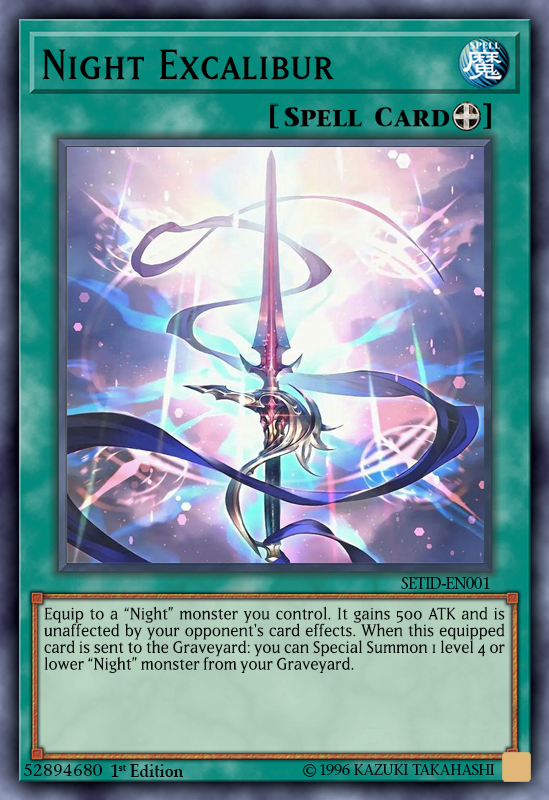 NIGHT EXCALIBUR
SPELL
魔
[SPELL CARD]
SETID-EN001
Equip to a “Night” monster you control. It gains 500 ATK and is
unaffected by your opponent's card effects. When this equipped
card is sent to the Graveyard: you can Special Summon 1 level 4 or
lower “Night” monster from your Graveyard.
52894680 1st Edition © 1996 KAZUKI TAKAHASHI